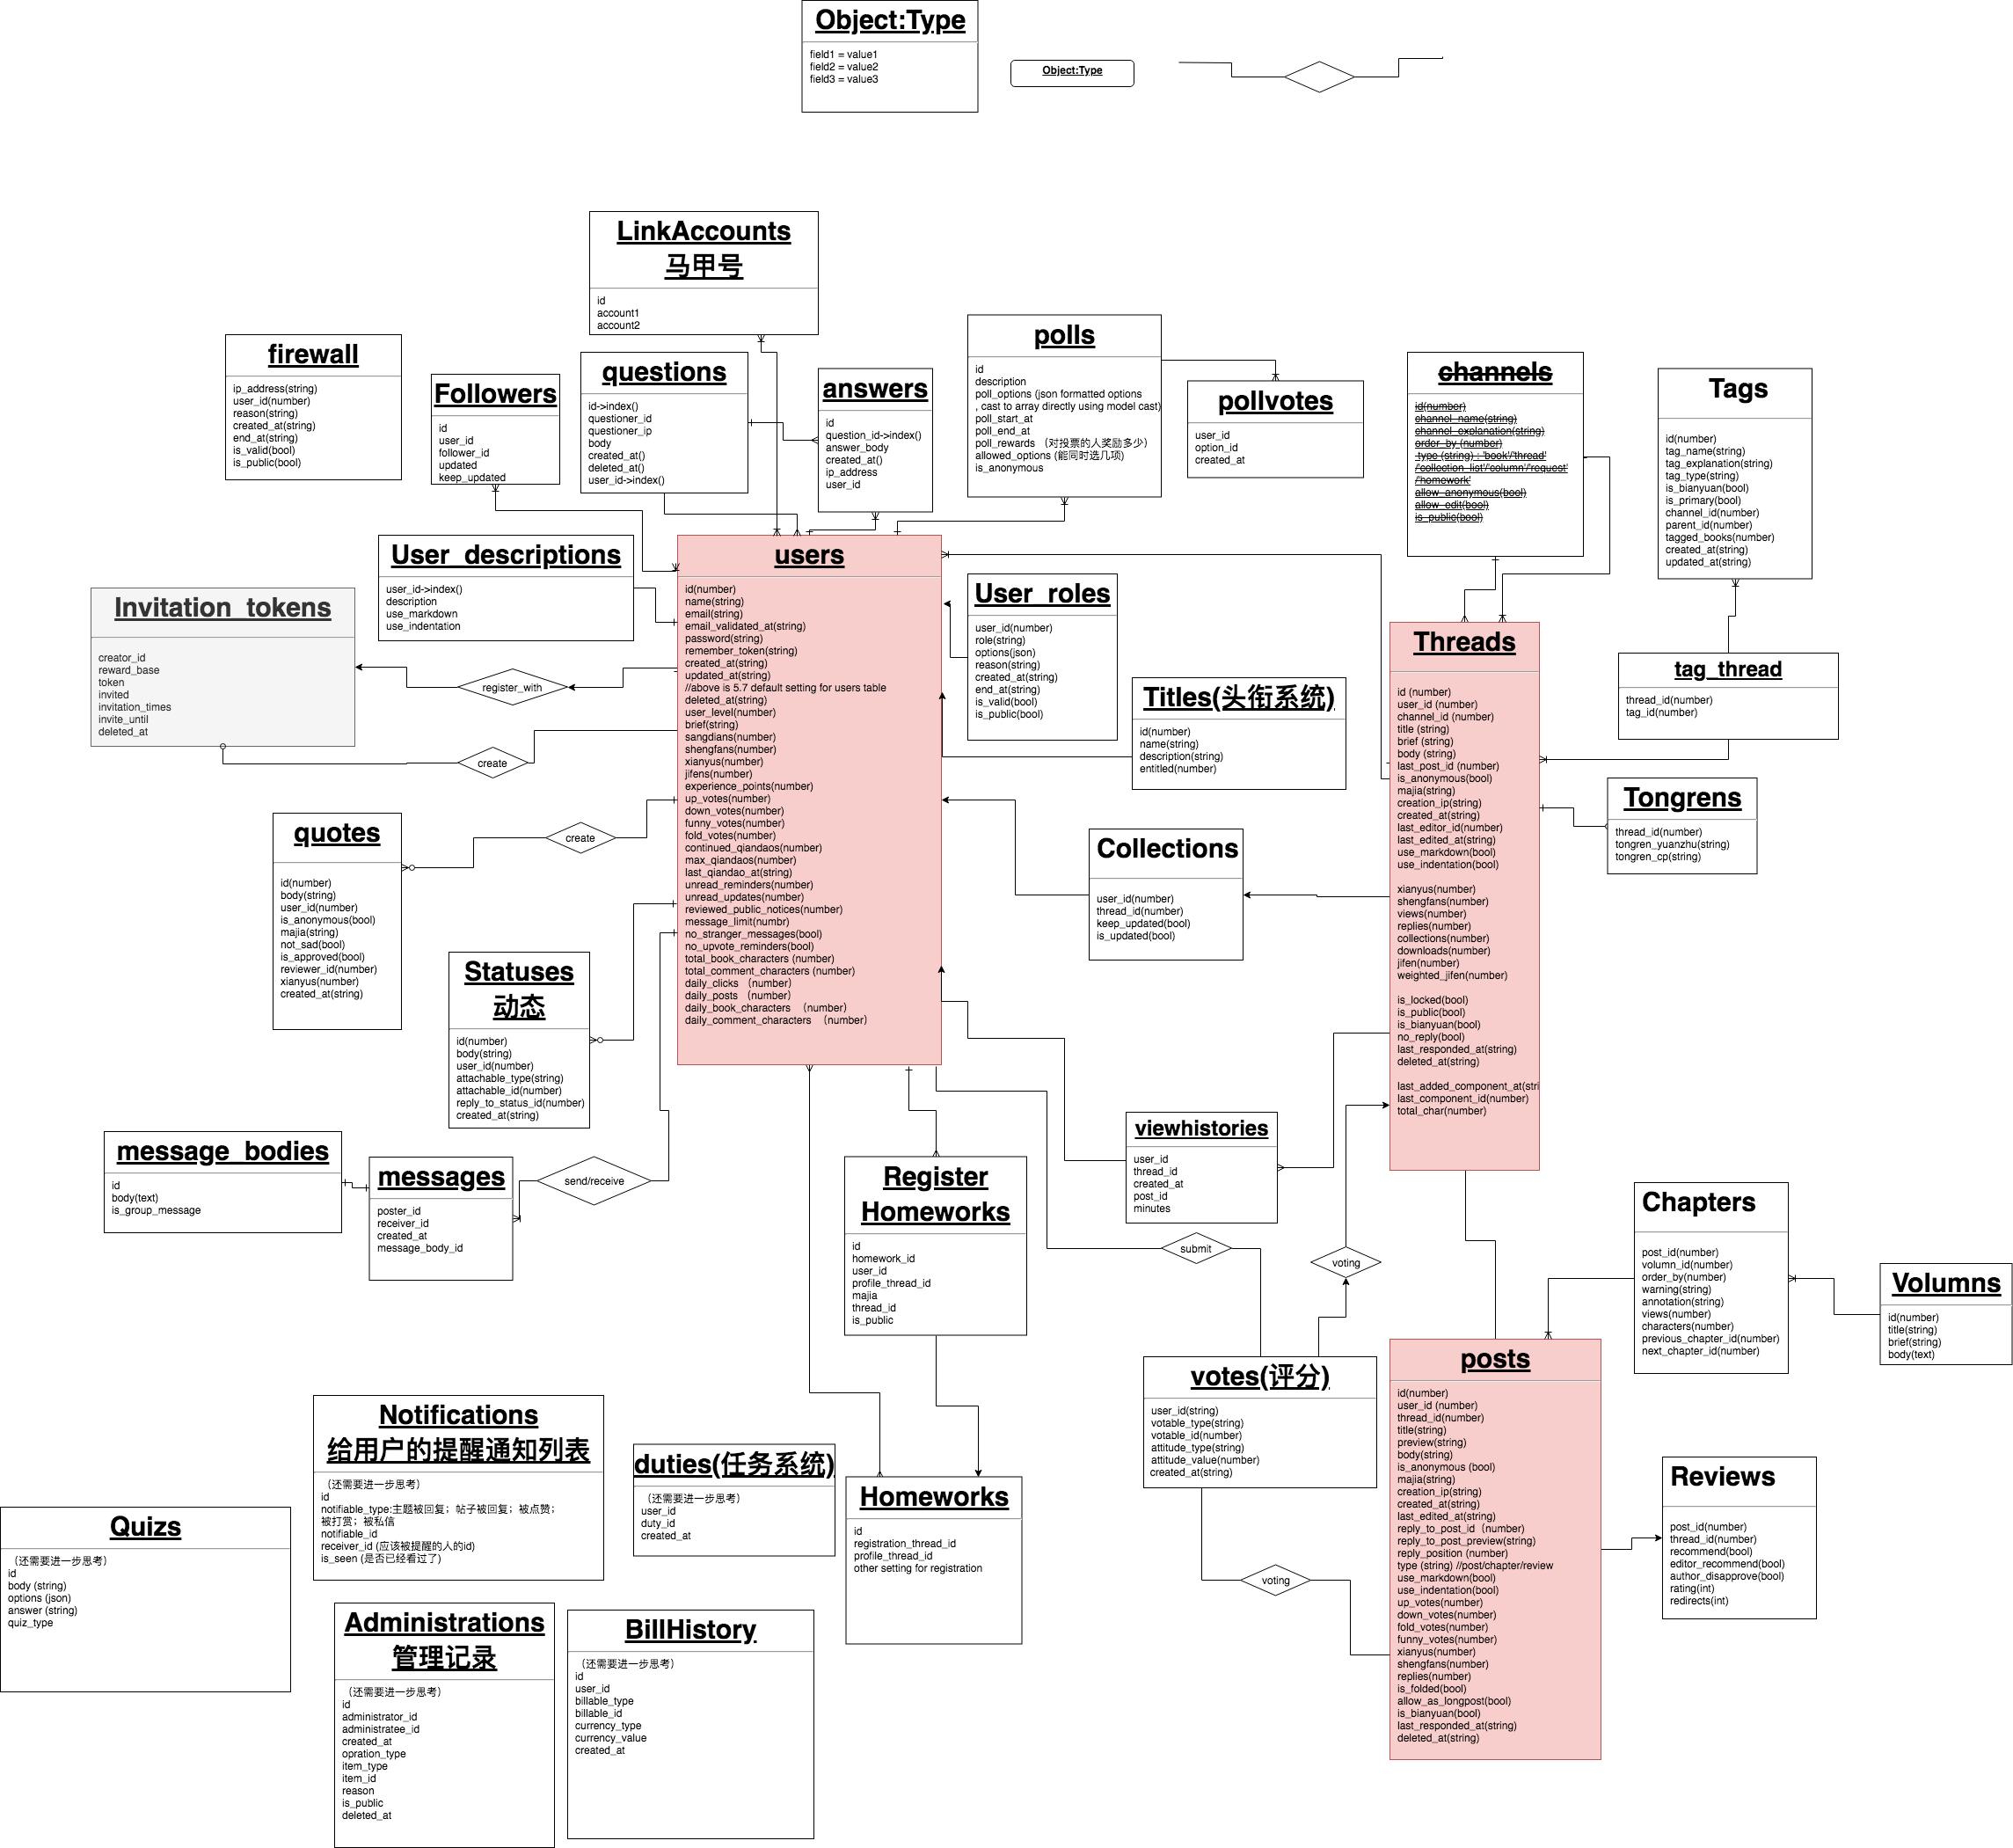 Object:Type
field1 = value1
field2 = value2
field3 = value3
Object:Type
LinkAccounts
马甲号
id
account1
account2
firewall
ip_address(string)
user_id(number)
reason(string)
created_at(string)
end_at(string)
is_valid(bool)
is_public(bool)
Followers
id
user_id
follower_id
updated
keep_updated
questions
id->index()
questioner_id
questioner_ip
body
created_at()
deleted_at()
user_id->index()
answers
id
question_id->index()
answer_body
created_at()
ip_address
user_id
polls
id
description
poll_options (json formatted options
, cast to array directly using model cast)
poll_start_at
poll_end_at
poll_rewards （对投票的人奖励多少）
allowed_options (能同时选几项)
is_anonymous
pollvotes
user_id
option_id
created_at
channels
id(number)
channel_name(string)
channel_explanation(string)
order_by (number)
type (string) : 'book'/'thread'
/'collection_list'/'column'/'request'
/'homework'
allow_anonymous(bool)
allow_edit(bool)
is_public(bool)
Tags
id(number)
tag_name(string)
tag_explanation(string)
tag_type(string)
is_bianyuan(bool)
is_primary(bool)
channel_id(number)
parent_id(number)
tagged_books(number)
created_at(string)
updated_at(string)
User_descriptions
user_id->index()
description
use_markdown
use_indentation
Invitation_tokens
creator_id
reward_base
token
invited
invitation_times
invite_until
deleted_at
register_with
create
users
id(number)
name(string)
email(string)
email_validated_at(string)
password(string)
remember_token(string)
created_at(string)
updated_at(string)
//above is 5.7 default setting for users table
deleted_at(string)
user_level(number)
brief(string)
sangdians(number)
shengfans(number)
xianyus(number)
jifens(number)
experience_points(number)
up_votes(number)
down_votes(number)
funny_votes(number)
fold_votes(number)
continued_qiandaos(number)
max_qiandaos(number)
last_qiandao_at(string)
unread_reminders(number)
unread_updates(number)
reviewed_public_notices(number)
message_limit(numbr)
no_stranger_messages(bool)
no_upvote_reminders(bool)
total_book_characters (number)
total_comment_characters (number)
daily_clicks （number）
daily_posts （number）
daily_book_characters （number）
daily_comment_characters （number）
User_roles
user_id(number)
role(string)
options(json)
reason(string)
created_at(string)
end_at(string)
is_valid(bool)
is_public(bool)
Titles(头衔系统)
id(number)
name(string)
description(string)
entitled(number)
Threads
id (number)
user_id (number)
channel_id (number)
title (string)
brief (string)
body (string)
last_post_id (number)
is_anonymous(bool)
majia(string)
creation_ip(string)
created_at(string)
last_editor_id(number)
last_edited_at(string)
use_markdown(bool)
use_indentation(bool)
xianyus(number)
shengfans(number)
views(number)
replies(number)
collections(number)
downloads(number)
jifen(number)
weighted_jifen(number)
is_locked(bool)
is_public(bool)
is_bianyuan(bool)
no_reply(bool)
last_responded_at(string)
deleted_at(string)
last_added_component_at(stri
last_component_id(number)
total_char(number)
tag_thread
thread_id(number)
tag_id(number)
Tongrens
thread_id(number)
tongren_yuanzhu(string)
tongren_cp(string)
quotes
id(number)
body(string)
user_id(number)
is_anonymous(bool)
majia(string)
not_sad(bool)
is_approved(bool)
reviewer_id(number)
xianyus(number)
created_at(string)
create
Collections
user_id(number)
thread_id(number)
keep_updated(bool)
is_updated(bool)
Statuses
动态
id(number)
body(string)
user_id(number)
attachable_type(string)
attachable_id(number)
reply_to_status_id(number)
created_at(string)
message_bodies
id
body(text)
is_group_message
messages
poster_id
receiver_id
created_at
message_body_id
send/receive
Register
Homeworks
id
homework_id
user_id
profile_thread_id
majia
thread_id
is_public
viewhistories
user_id
thread_id
created_at
post_id
minutes
submit
voting
Chapters
post_id(number)
volumn_id(number)
order_by(number)
warning(string)
annotation(string)
views(number)
characters(number)
previous_chapter_id(number)
next_chapter_id(number)
Volumns
id(number)
title(string)
brief(string)
body(text)
votes(评分)
user_id(string)
votable_type(string)
votable_id(number)
attitude_type(string)
attitude_value(number)
created_at(string)
voting
posts
id(number)
user_id (number)
thread_id(number)
title(string)
preview(string)
body(string)
is_anonymous (bool)
majia(string)
creation_ip(string)
created_at(string)
last_edited_at(string)
reply_to_post_id（number)
reply_to_post_preview(string)
reply_position (number)
type (string) //post/chapter/review
use_markdown(bool)
use_indentation(bool)
up_votes(number)
down_votes(number)
fold_votes(number)
funny_votes(number)
xianyus(number)
shengfans(number)
replies(number)
is_folded(bool)
allow_as_longpost(bool)
is_bianyuan(bool)
last_responded_at(string)
deleted_at(string)
Reviews
post_id(number)
thread_id(number)
recommend(bool)
editor_recommend(bool)
author_disapprove(bool)
rating(int)
redirects(int)
Notifications
给用户的提醒通知列表
（还需要进一步思考）
id
notifiable_type:主题被回复；帖子被回复；被点赞；
被打赏；被私信
notifiable_id
receiver_id (应该被提醒的人的id)
is_seen (是否已经看过了)
duties(任务系统)
（还需要进一步思考）
user_id
duty_id
created_at
Homeworks
id
registration_thread_id
profile_thread_id
other setting for registration
Quizs
（还需要进一步思考）
id
body (string)
options (json)
answer (string)
quiz_type
Administrations
管理记录
（还需要进一步思考）
id
administrator_id
administratee_id
created_at
opration_type
item_type
item_id
reason
is_public
deleted_at
BillHistory
（还需要进一步思考）
id
user_id
billable_type
billable_id
currency_type
currency_value
created_at